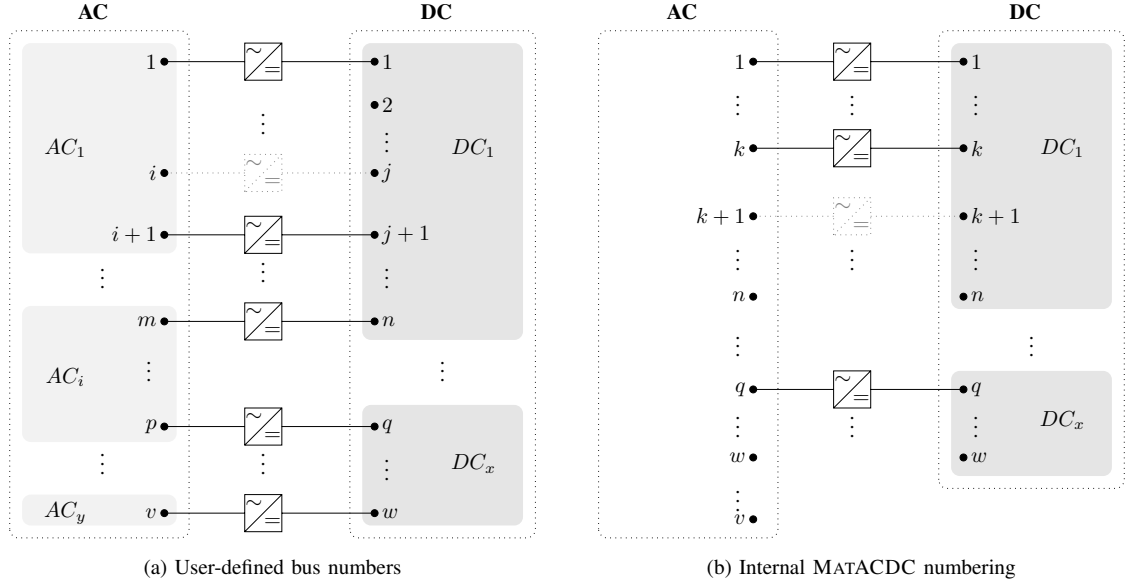 AC DC
1 1
2
AC₁ DC₁
i j
i + 1 j + 1
m n
AC_i
p q
DC_x
AC_y v w
(a) User-defined bus numbers
AC DC
1 1
k k DC₁
k + 1 k + 1
n n
q q
DC_x
w w
v
(b) Internal MATACDC numbering